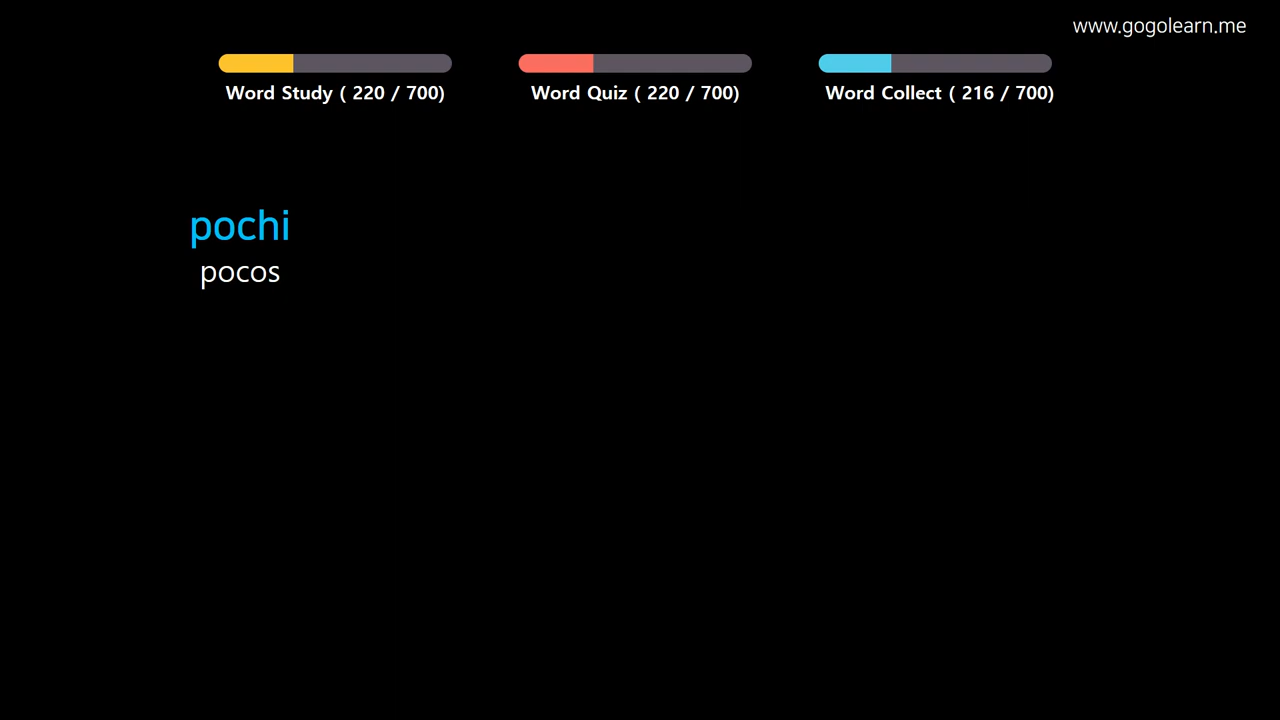 www.gogolearn.me
Word Study ( 220 / 700)
Word Quiz ( 220 / 700)
Word Collect ( 216 / 700)
pochi
pocos